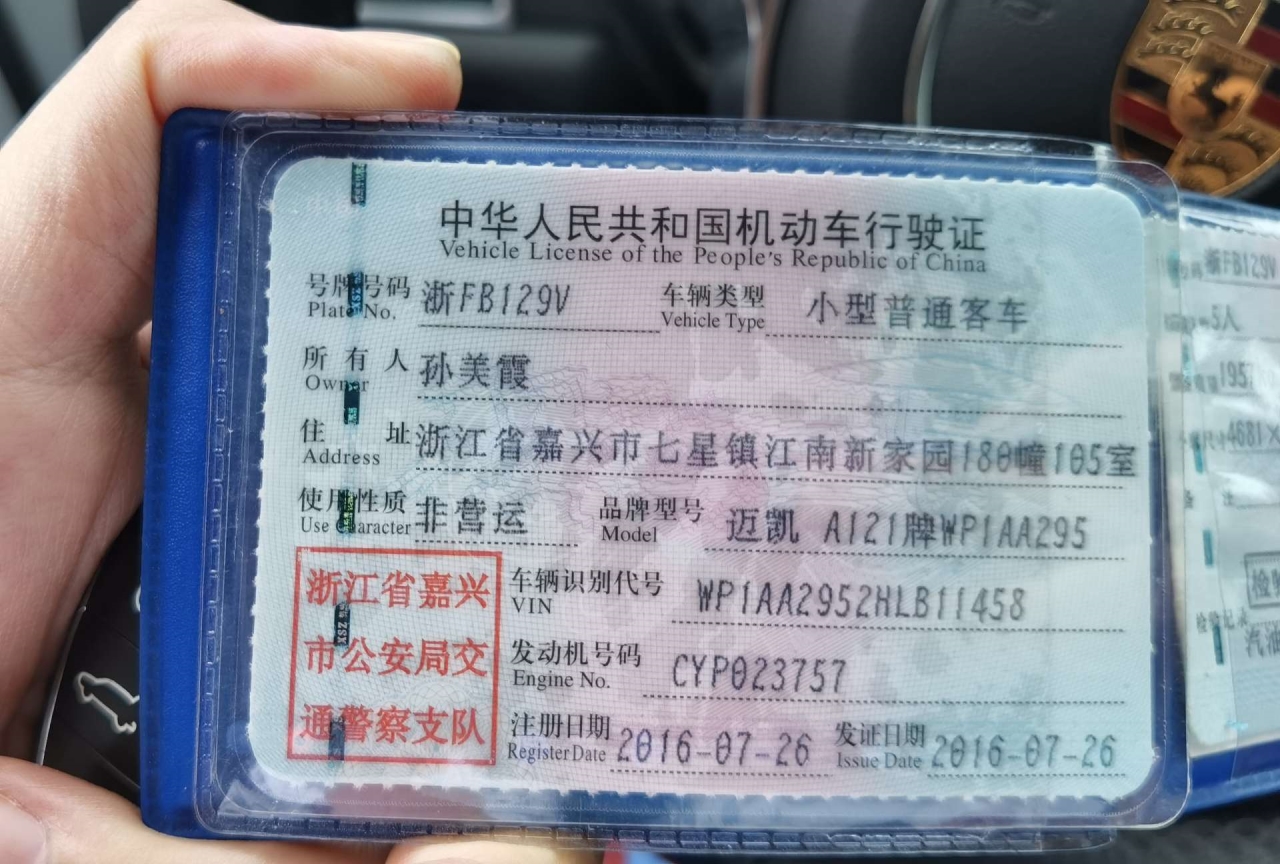 中华人民共和国机动车行驶证
Vehicle License of the People's Republic of China
号牌号码 浙FB129V 车辆类型 小型普通客车
Plate No. Vehicle Type
所有人 孙美霞
Owner
住址 浙江省嘉兴市七星镇江南新家园180幢105室
Address
使用性质 非营运 品牌型号 迈凯 A121牌WP1AA295
Use Character Model
浙江省嘉兴
市公安局交
通警察支队
车辆识别代号 WP1AA2952HLB11458
VIN
发动机号码 CYP023757
Engine No.
注册日期 2016-07-26 发证日期 2016-07-26
Register Date Issue Date
浙FB129V
5人
4681×
检验记录
汽油